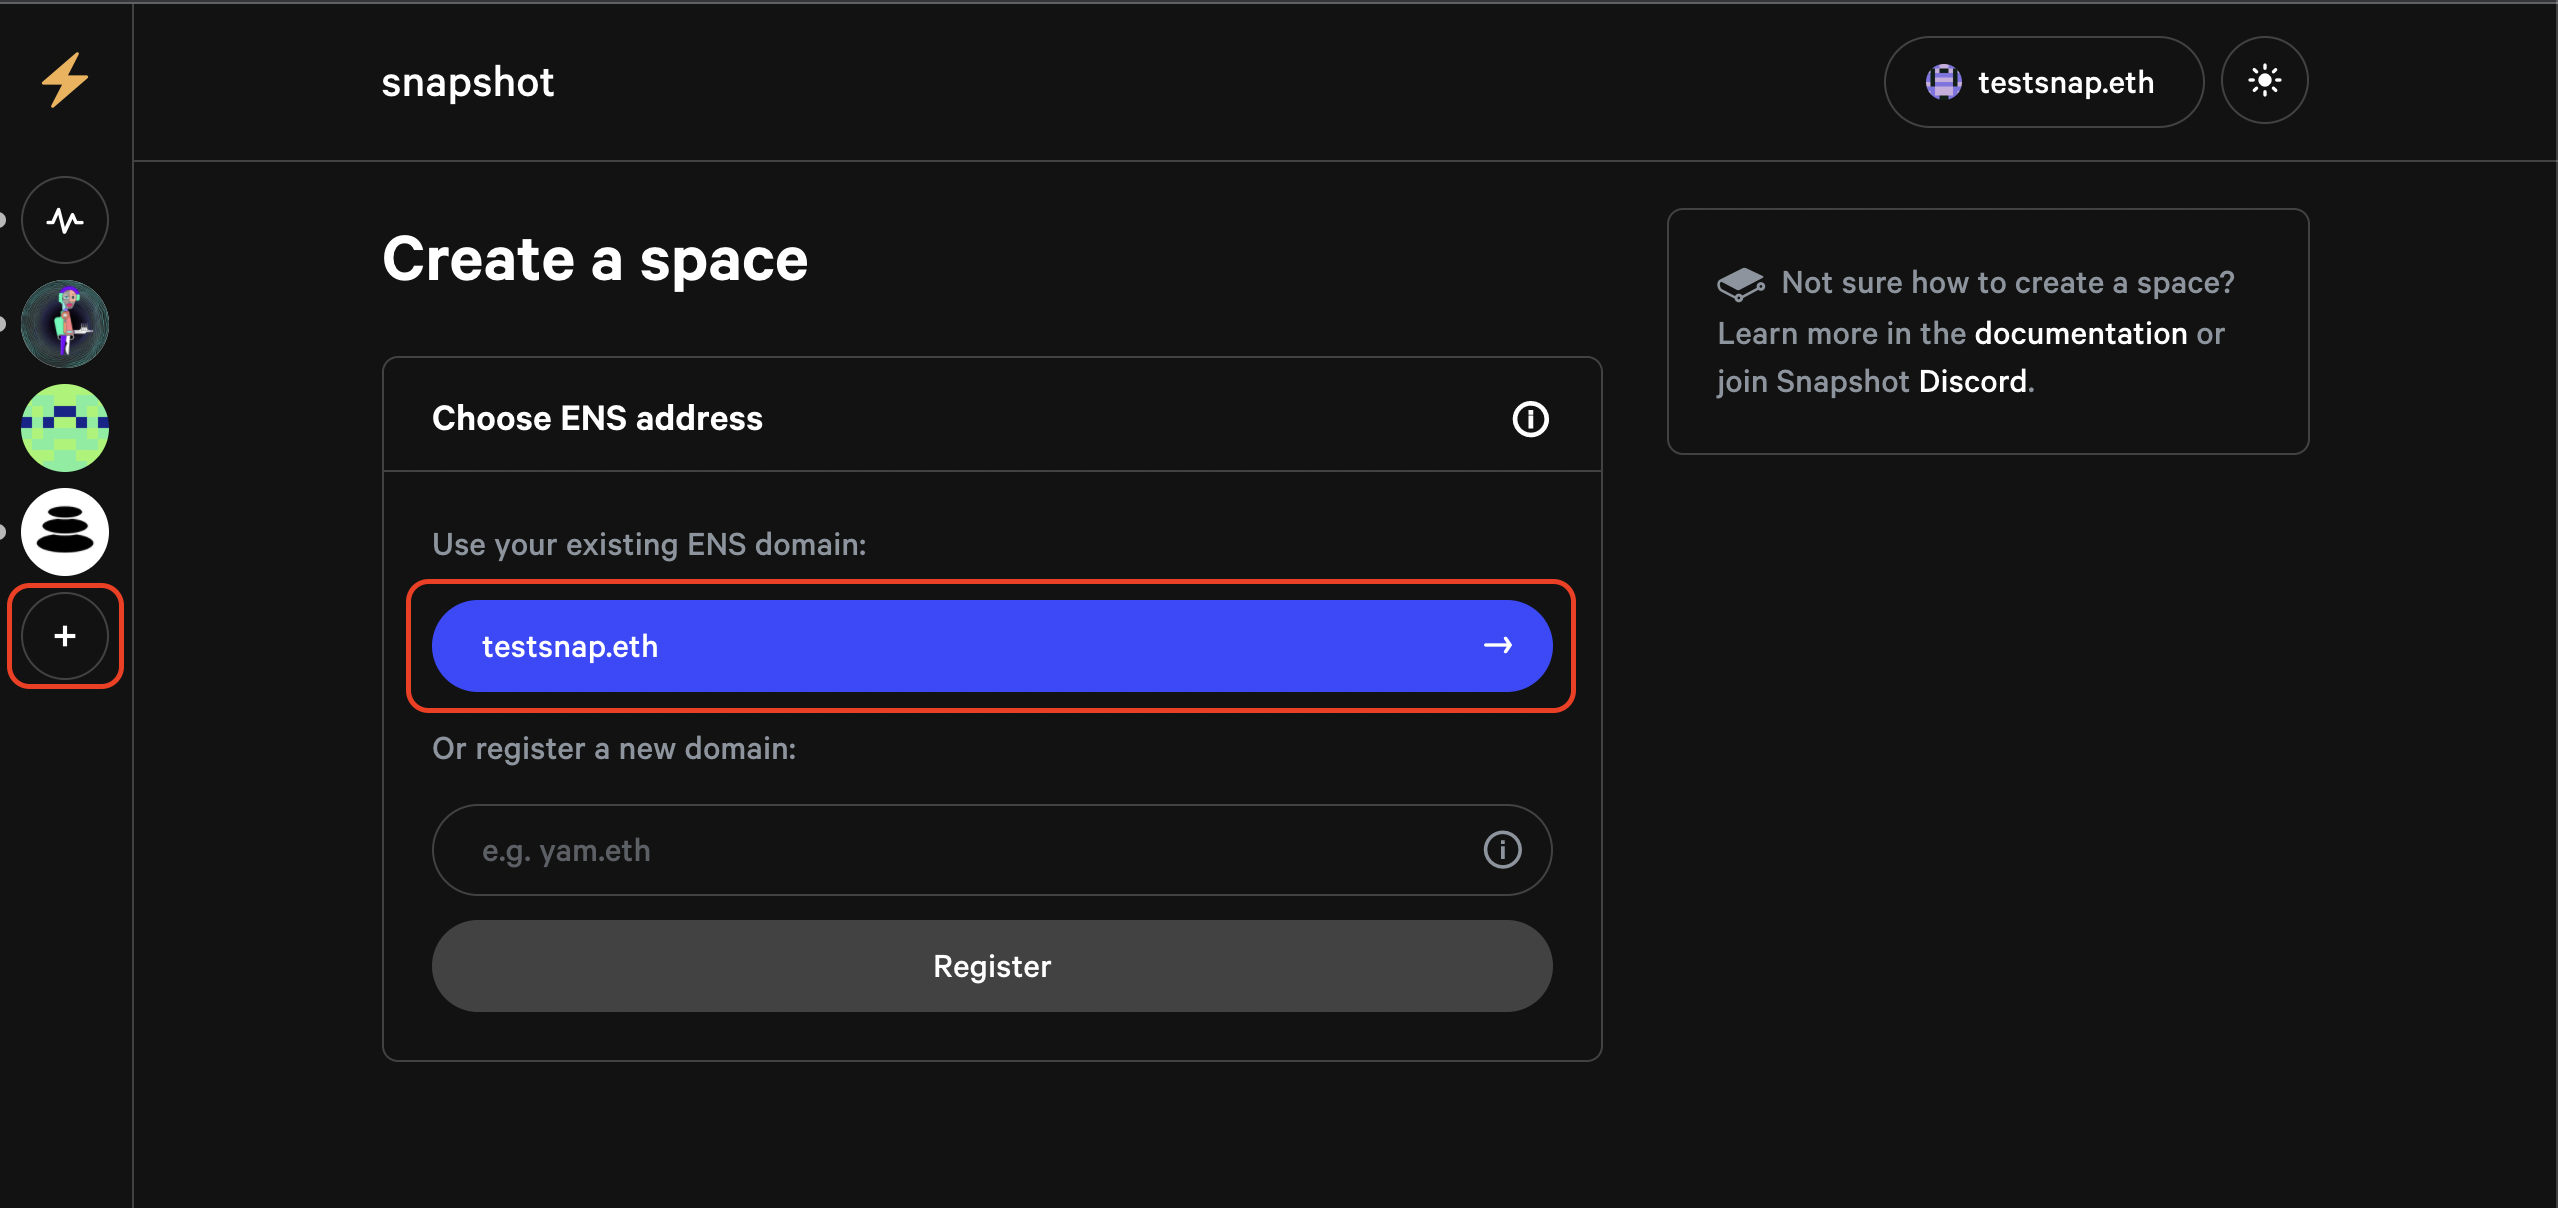 snapshot
testsnap.eth
Create a space
Not sure how to create a space?
Learn more in the documentation or
join Snapshot Discord.
Choose ENS address
Use your existing ENS domain:
testsnap.eth
Or register a new domain:
e.g. yam.eth
Register